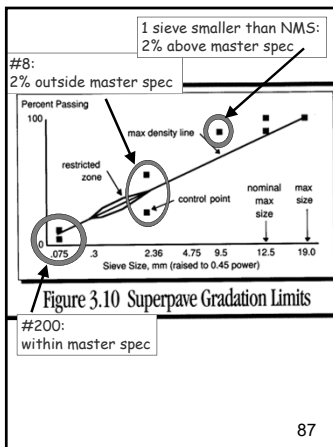 1 sieve smaller than NMS:
2% above master spec
#8:
2% outside master spec
Percent Passing
100
max density line
restricted
zone
control point
nominal
max
size
max
size
0
.075 .3 2.36 4.75 9.5 12.5 19.0
Sieve Size, mm (raised to 0.45 power)
Figure 3.10 Superpave Gradation Limits
#200:
within master spec
87